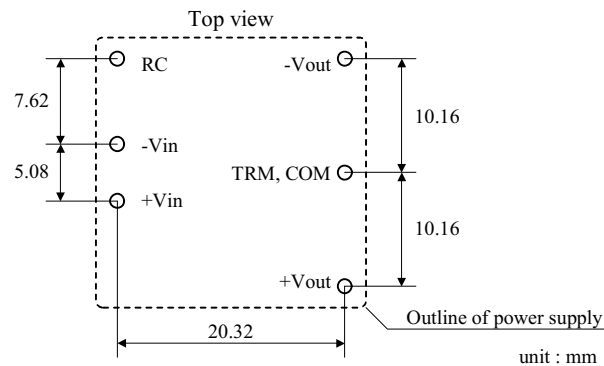 Top view
RC
-Vout
7.62
10.16
-Vin
5.08
TRM, COM
+Vin
10.16
+Vout
20.32
Outline of power supply
unit : mm